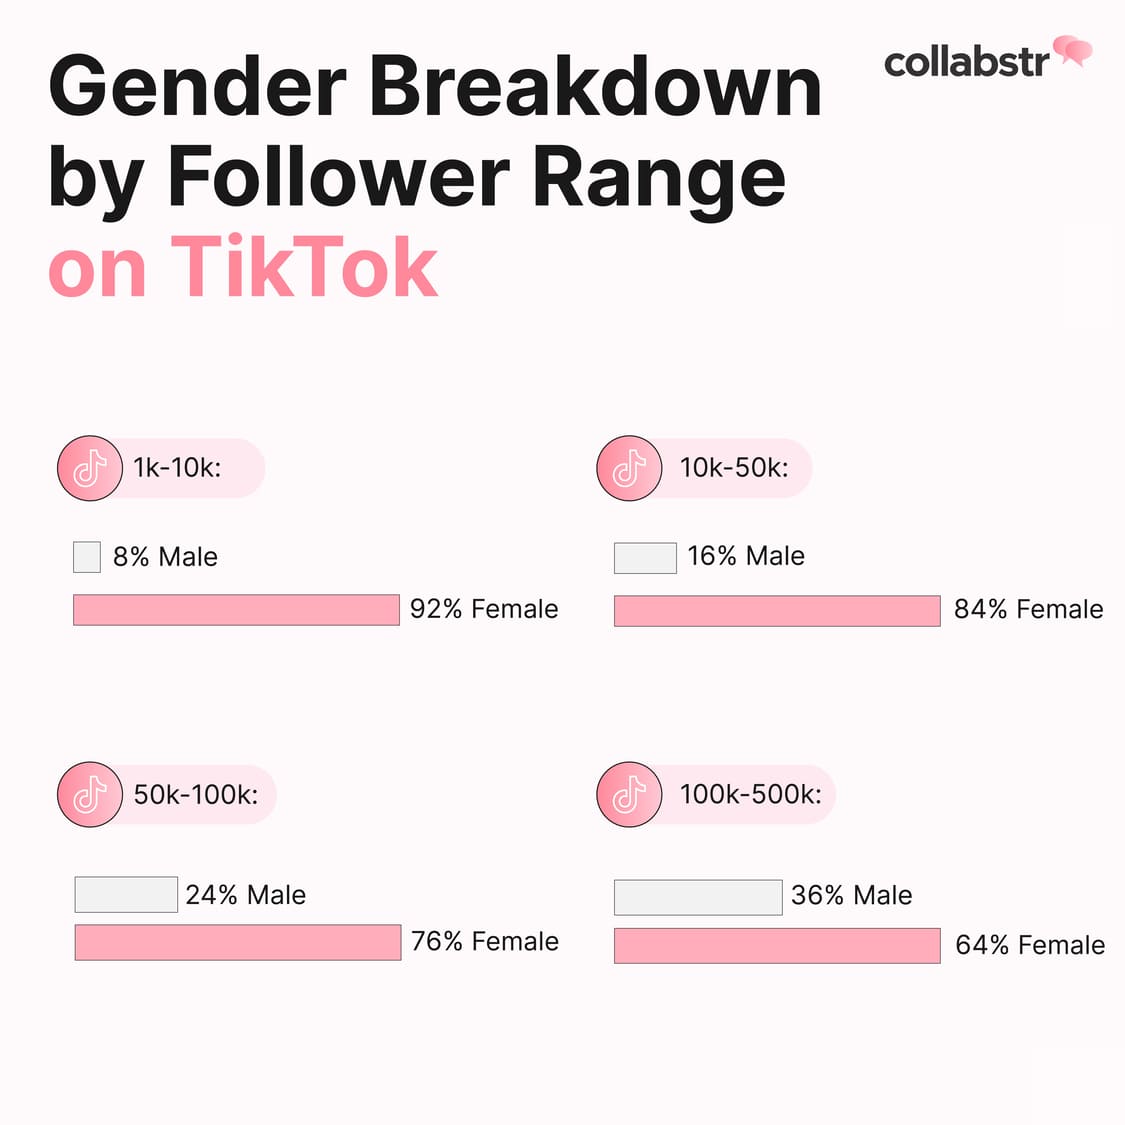 Gender Breakdown
by Follower Range
on TikTok
collabstr
1k-10k:
8% Male
92% Female
10k-50k:
16% Male
84% Female
50k-100k:
24% Male
76% Female
100k-500k:
36% Male
64% Female